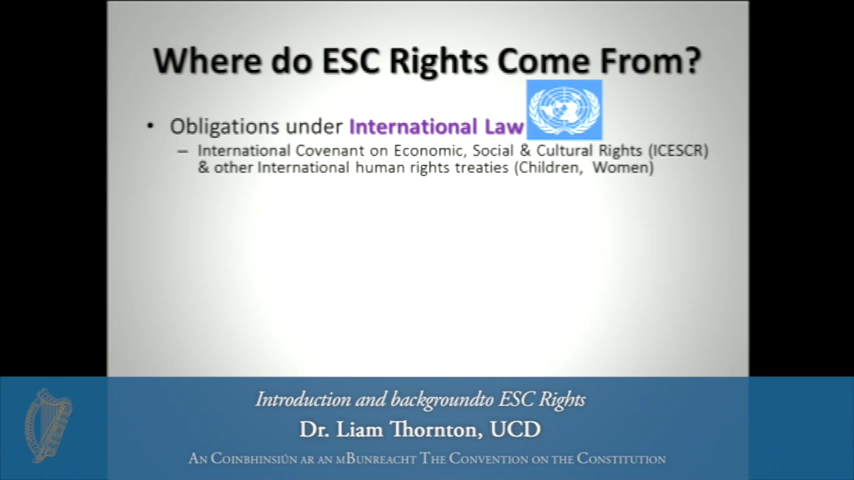 Where do ESC Rights Come From?
• Obligations under International Law
– International Covenant on Economic, Social & Cultural Rights (ICESCR)
& other International human rights treaties (Children, Women)
Introduction and backgroundto ESC Rights
Dr. Liam Thornton, UCD
An Coinbhinsiún ar an mBunreacht The Convention on the Constitution